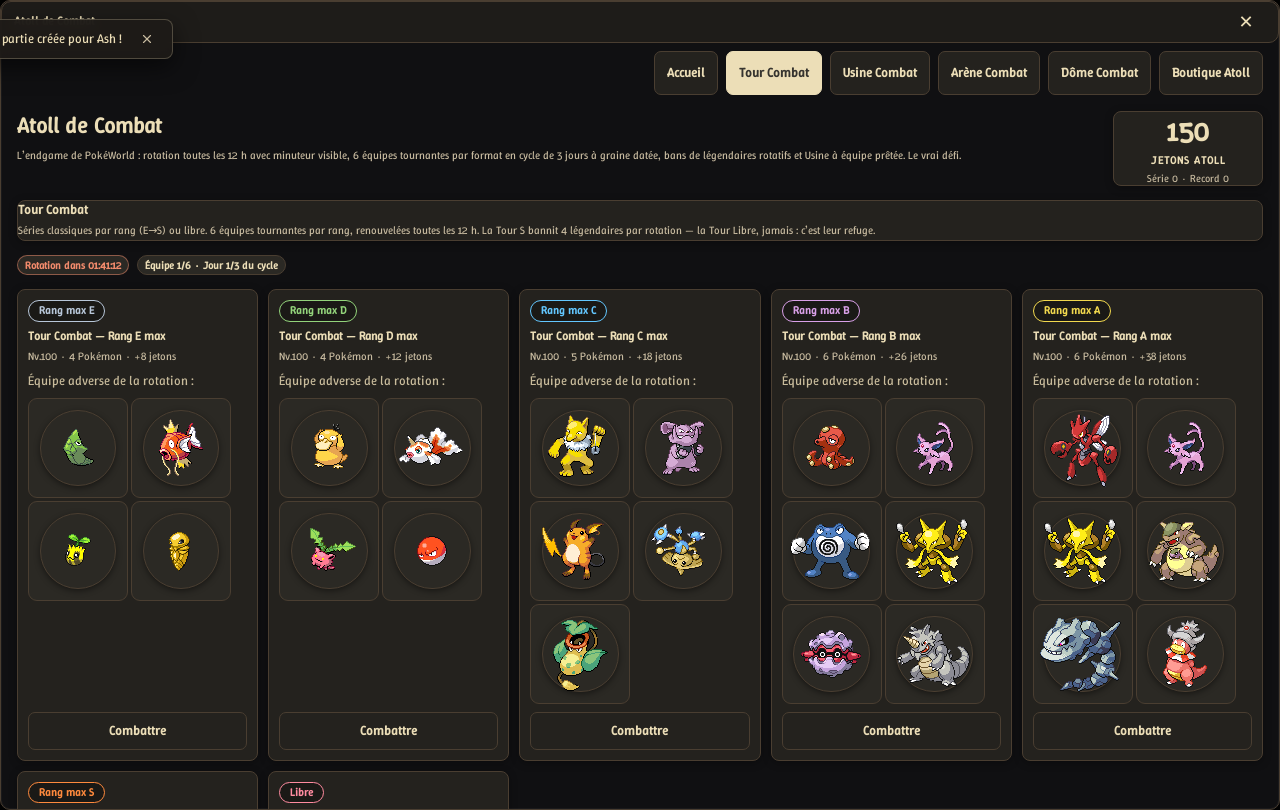 Atoll de Combat
partie créée pour Ash !
Accueil
Tour Combat
Usine Combat
Arène Combat
Dôme Combat
Boutique Atoll
Atoll de Combat
L'endgame de PokéWorld : rotation toutes les 12 h avec minuteur visible, 6 équipes tournantes par format en cycle de 3 jours à graine datée, bans de légendaires rotatifs et Usine à équipe prêtée. Le vrai défi.
150
JETONS ATOLL
Série 0 · Record 0
Tour Combat
Séries classiques par rang (E→S) ou libre. 6 équipes tournantes par rang, renouvelées toutes les 12 h. La Tour S bannit 4 légendaires par rotation — la Tour Libre, jamais : c'est leur refuge.
Rotation dans 01:41:12
Équipe 1/6 · Jour 1/3 du cycle
Rang max E
Tour Combat — Rang E max
Nv.100 · 4 Pokémon · +8 jetons
Équipe adverse de la rotation :
Combattre
Rang max D
Tour Combat — Rang D max
Nv.100 · 4 Pokémon · +12 jetons
Équipe adverse de la rotation :
Combattre
Rang max C
Tour Combat — Rang C max
Nv.100 · 5 Pokémon · +18 jetons
Équipe adverse de la rotation :
Combattre
Rang max B
Tour Combat — Rang B max
Nv.100 · 6 Pokémon · +26 jetons
Équipe adverse de la rotation :
Combattre
Rang max A
Tour Combat — Rang A max
Nv.100 · 6 Pokémon · +38 jetons
Équipe adverse de la rotation :
Combattre
Rang max S
Libre